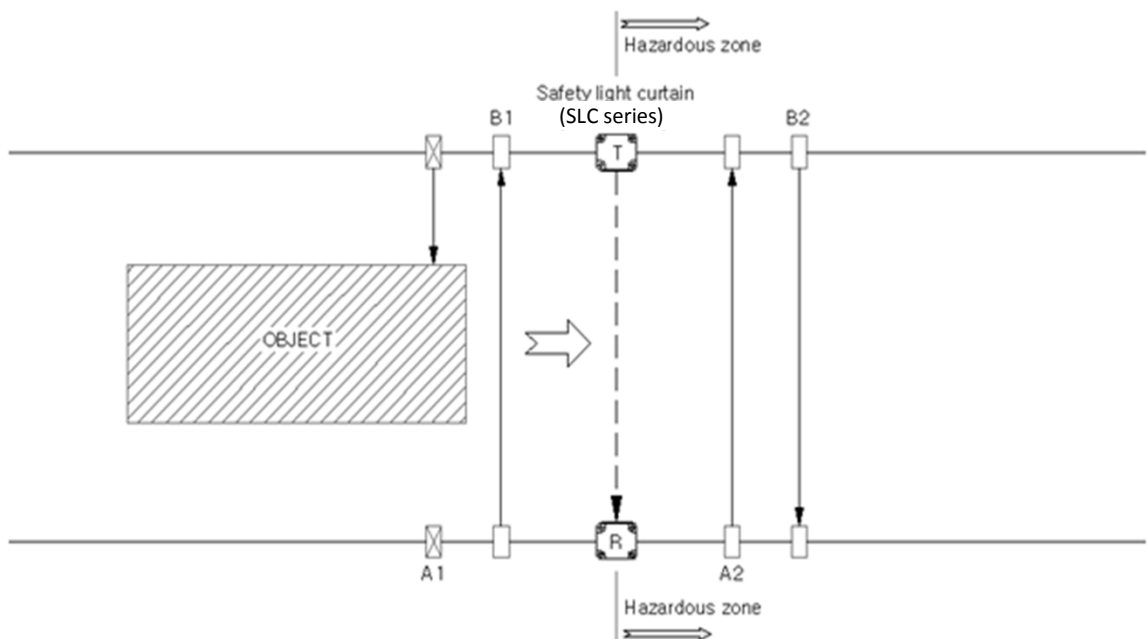 Hazardous zone
Safety light curtain
(SLC series)
B1
B2
T
OBJECT
R
A1
A2
Hazardous zone